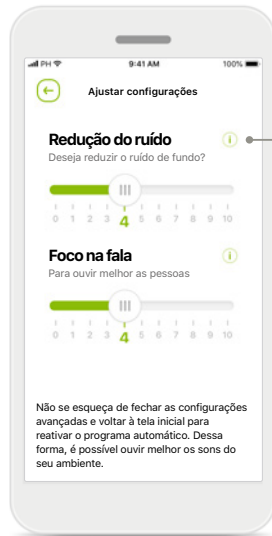 PH
9:41 AM
100%
Ajustar configurações
Redução do ruído
i
Deseja reduzir o ruído de fundo?
0 1 2 3 4 5 6 7 8 9 10
Foco na fala
i
Para ouvir melhor as pessoas
0 1 2 3 4 5 6 7 8 9 10
Não se esqueça de fechar as configurações
avançadas e voltar à tela inicial para
reativar o programa automático. Dessa
forma, é possível ouvir melhor os sons do
seu ambiente.